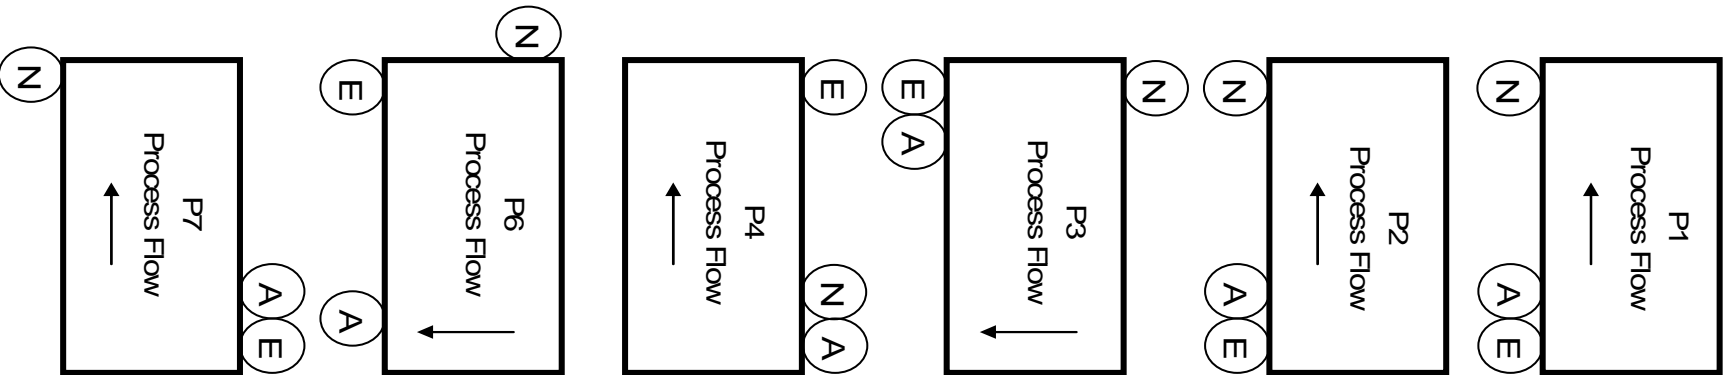 P1
Process Flow
N
A
E
P2
Process Flow
N
A
E
N
P3
Process Flow
E
A
E
N
A
P4
Process Flow
N
P6
Process Flow
E
A
A
E
P7
Process Flow
N